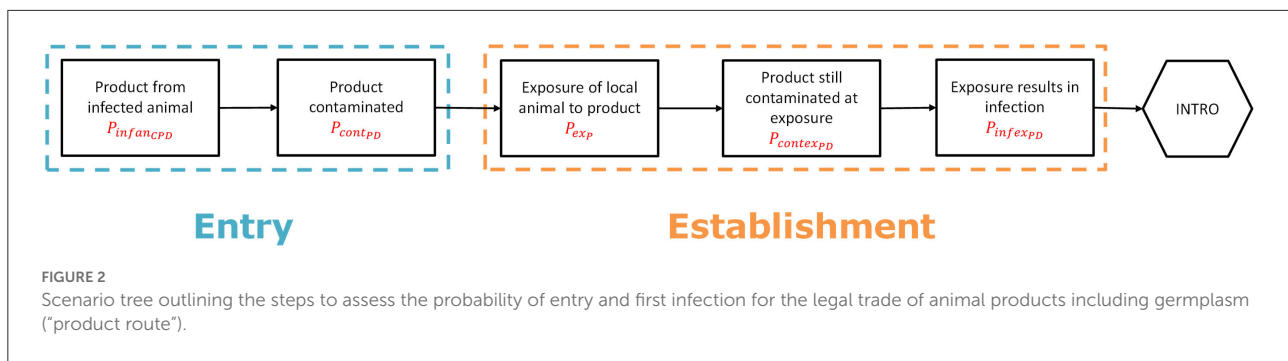 Product from
infected animal
P_infan_CPD
Product
contaminated
P_cont_PD
Exposure of local
animal to product
P_ex_P
Product still
contaminated at
exposure
P_contex_PD
Exposure results in
infection
P_infex_PD
INTRO
Entry
Establishment
FIGURE 2
Scenario tree outlining the steps to assess the probability of entry and first infection for the legal trade of animal products including germplasm
(“product route”).